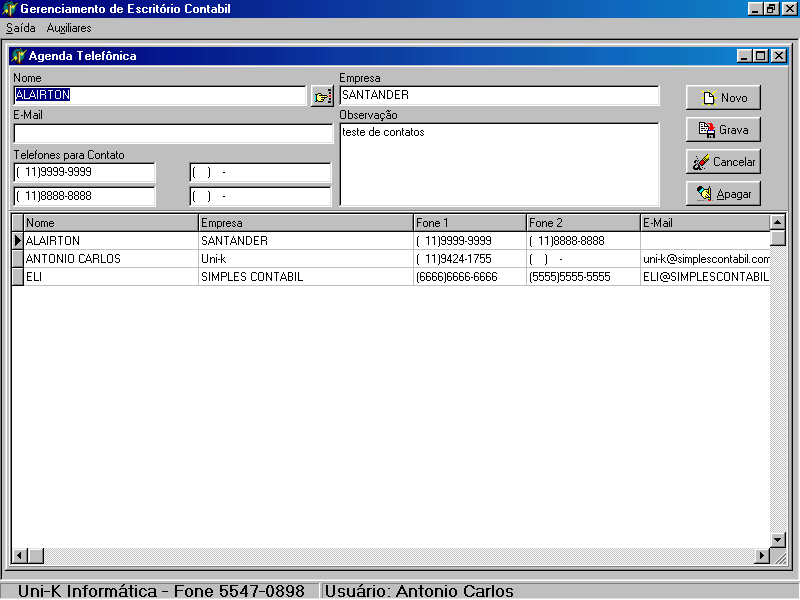 Gerenciamento de Escritório Contabil
Saída Auxiliares
Agenda Telefônica
Nome
ALAIRTON
Empresa
SANTANDER
E-Mail
Observação
teste de contatos
Telefones para Contato
( 11)9999-9999
( ) -
( 11)8888-8888
( ) -
Novo
Grava
Cancelar
Apagar
Nome Empresa Fone 1 Fone 2 E-Mail
ALAIRTON SANTANDER ( 11)9999-9999 ( 11)8888-8888
ANTONIO CARLOS Uni-k ( 11)9424-1755 ( ) - uni-k@simplescontabil.com
ELI SIMPLES CONTABIL (6666)6666-6666 (5555)5555-5555 ELI@SIMPLESCONTABIL
Uni-K Informática - Fone 5547-0898 Usuário: Antonio Carlos